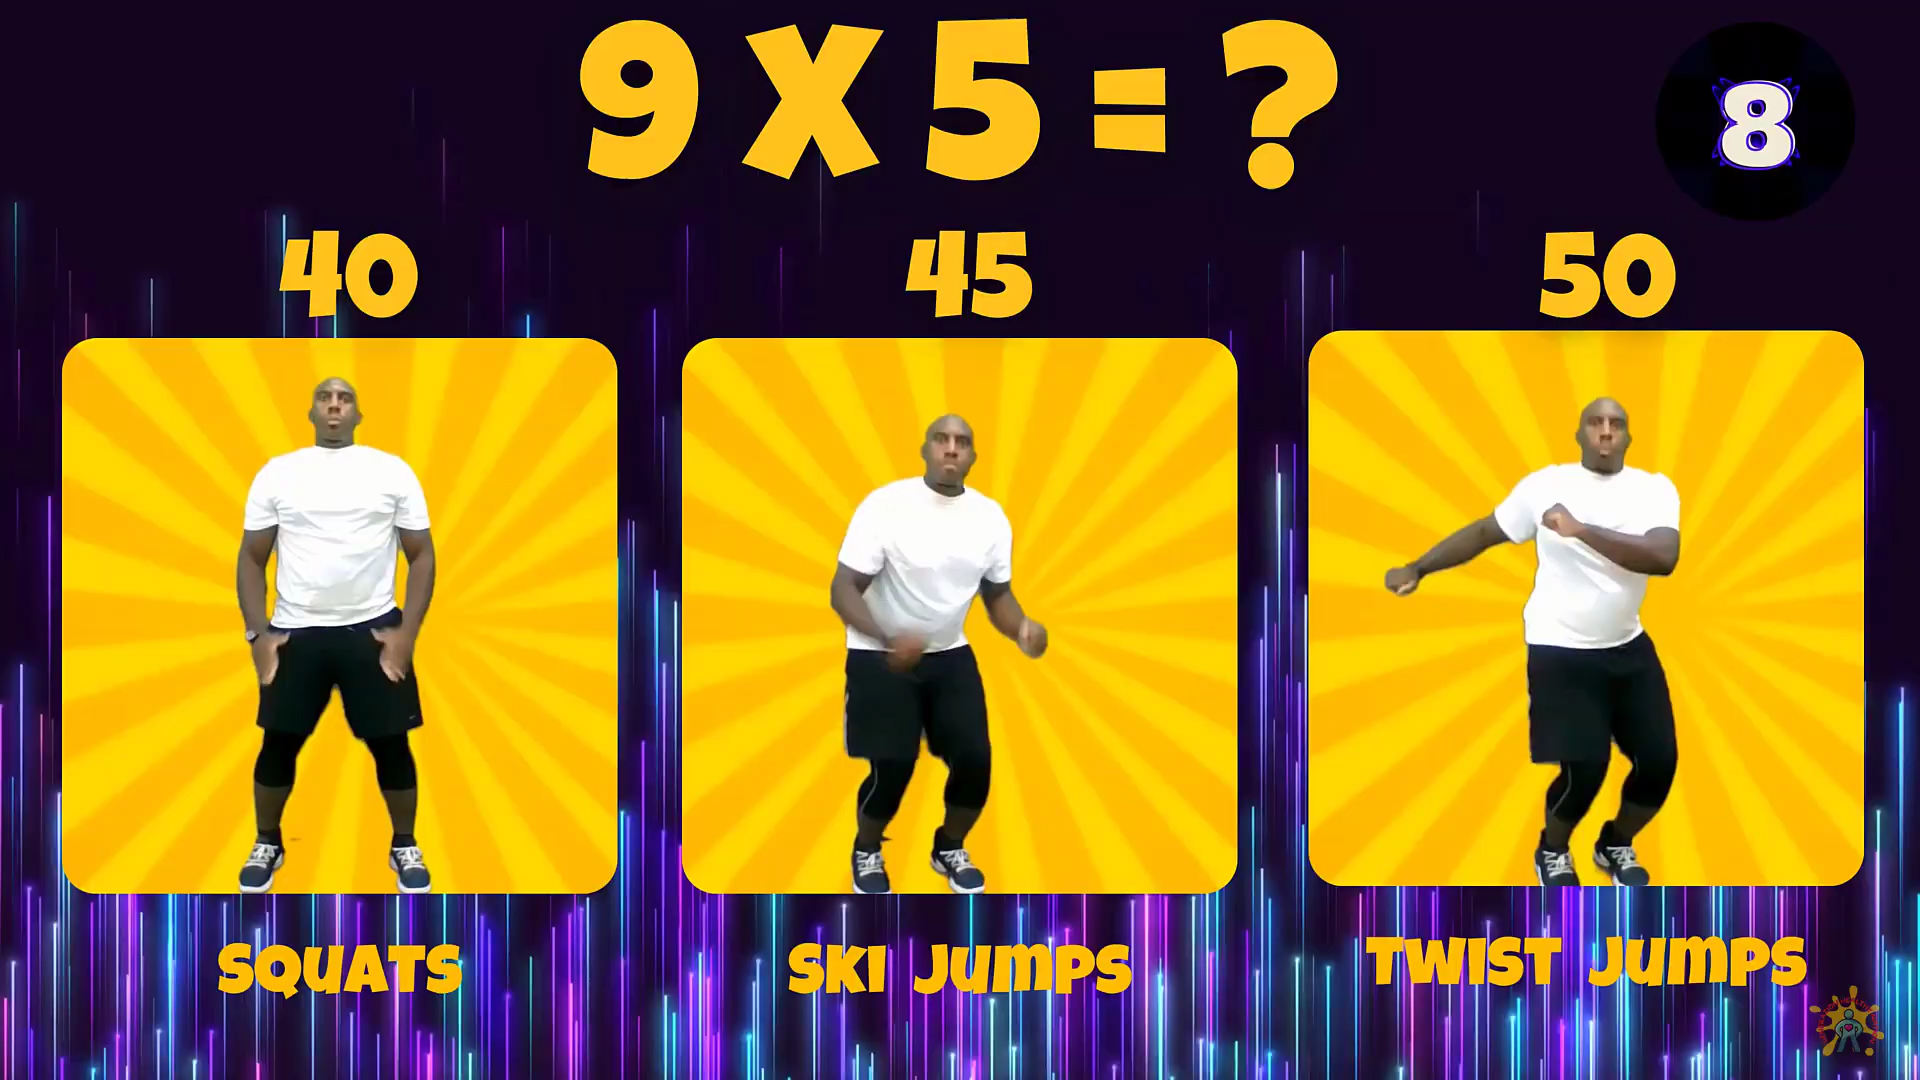 9 X 5 = ?
8
40
45
50
SQUATS
SKI JUMPS
TWIST JUMPS